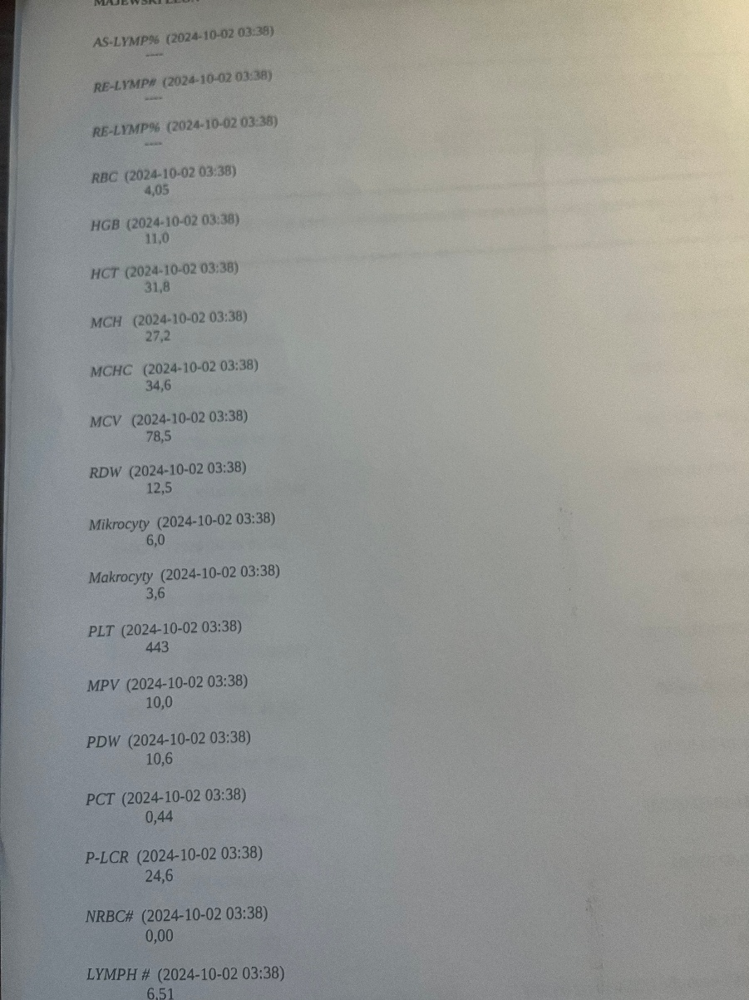 MAJEWSKI LEON
AS-LYMP% (2024-10-02 03:38)
----
RE-LYMP# (2024-10-02 03:38)
----
RE-LYMP% (2024-10-02 03:38)
----
RBC (2024-10-02 03:38)
4,05
HGB (2024-10-02 03:38)
11,0
HCT (2024-10-02 03:38)
31,8
MCH (2024-10-02 03:38)
27,2
MCHC (2024-10-02 03:38)
34,6
MCV (2024-10-02 03:38)
78,5
RDW (2024-10-02 03:38)
12,5
Mikrocyty (2024-10-02 03:38)
6,0
Makrocyty (2024-10-02 03:38)
3,6
PLT (2024-10-02 03:38)
443
MPV (2024-10-02 03:38)
10,0
PDW (2024-10-02 03:38)
10,6
PCT (2024-10-02 03:38)
0,44
P-LCR (2024-10-02 03:38)
24,6
NRBC# (2024-10-02 03:38)
0,00
LYMPH # (2024-10-02 03:38)
6,51